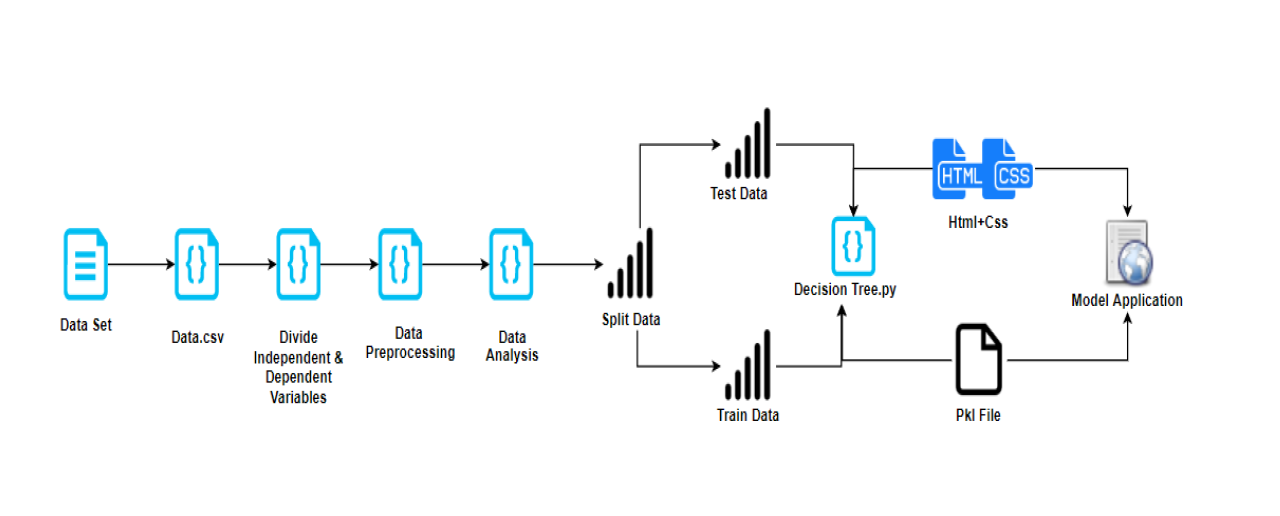 Data Set
Data.csv
Divide
Independent &
Dependent
Variables
Data
Preprocessing
Data
Analysis
Split Data
Test Data
Train Data
Decision Tree.py
HTML
CSS
Html+Css
Pkl File
Model Application